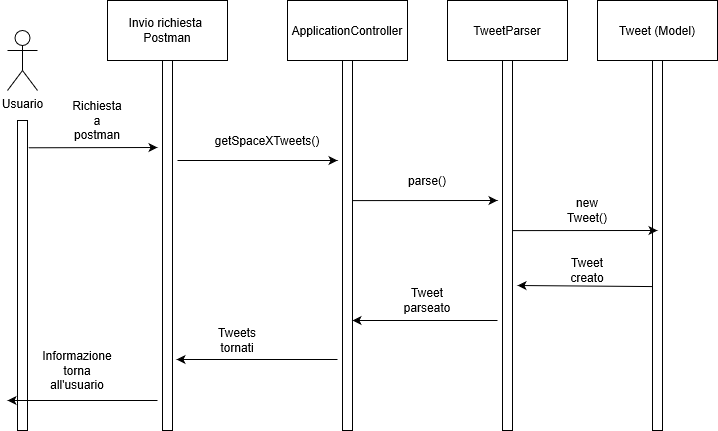 Invio richiesta
Postman
ApplicationController
TweetParser
Tweet (Model)
Usuario
Richiesta
a
postman
getSpaceXTweets()
parse()
new
Tweet()
Tweet
creato
Tweet
parseato
Tweets
tornati
Informazione
torna
all'usuario